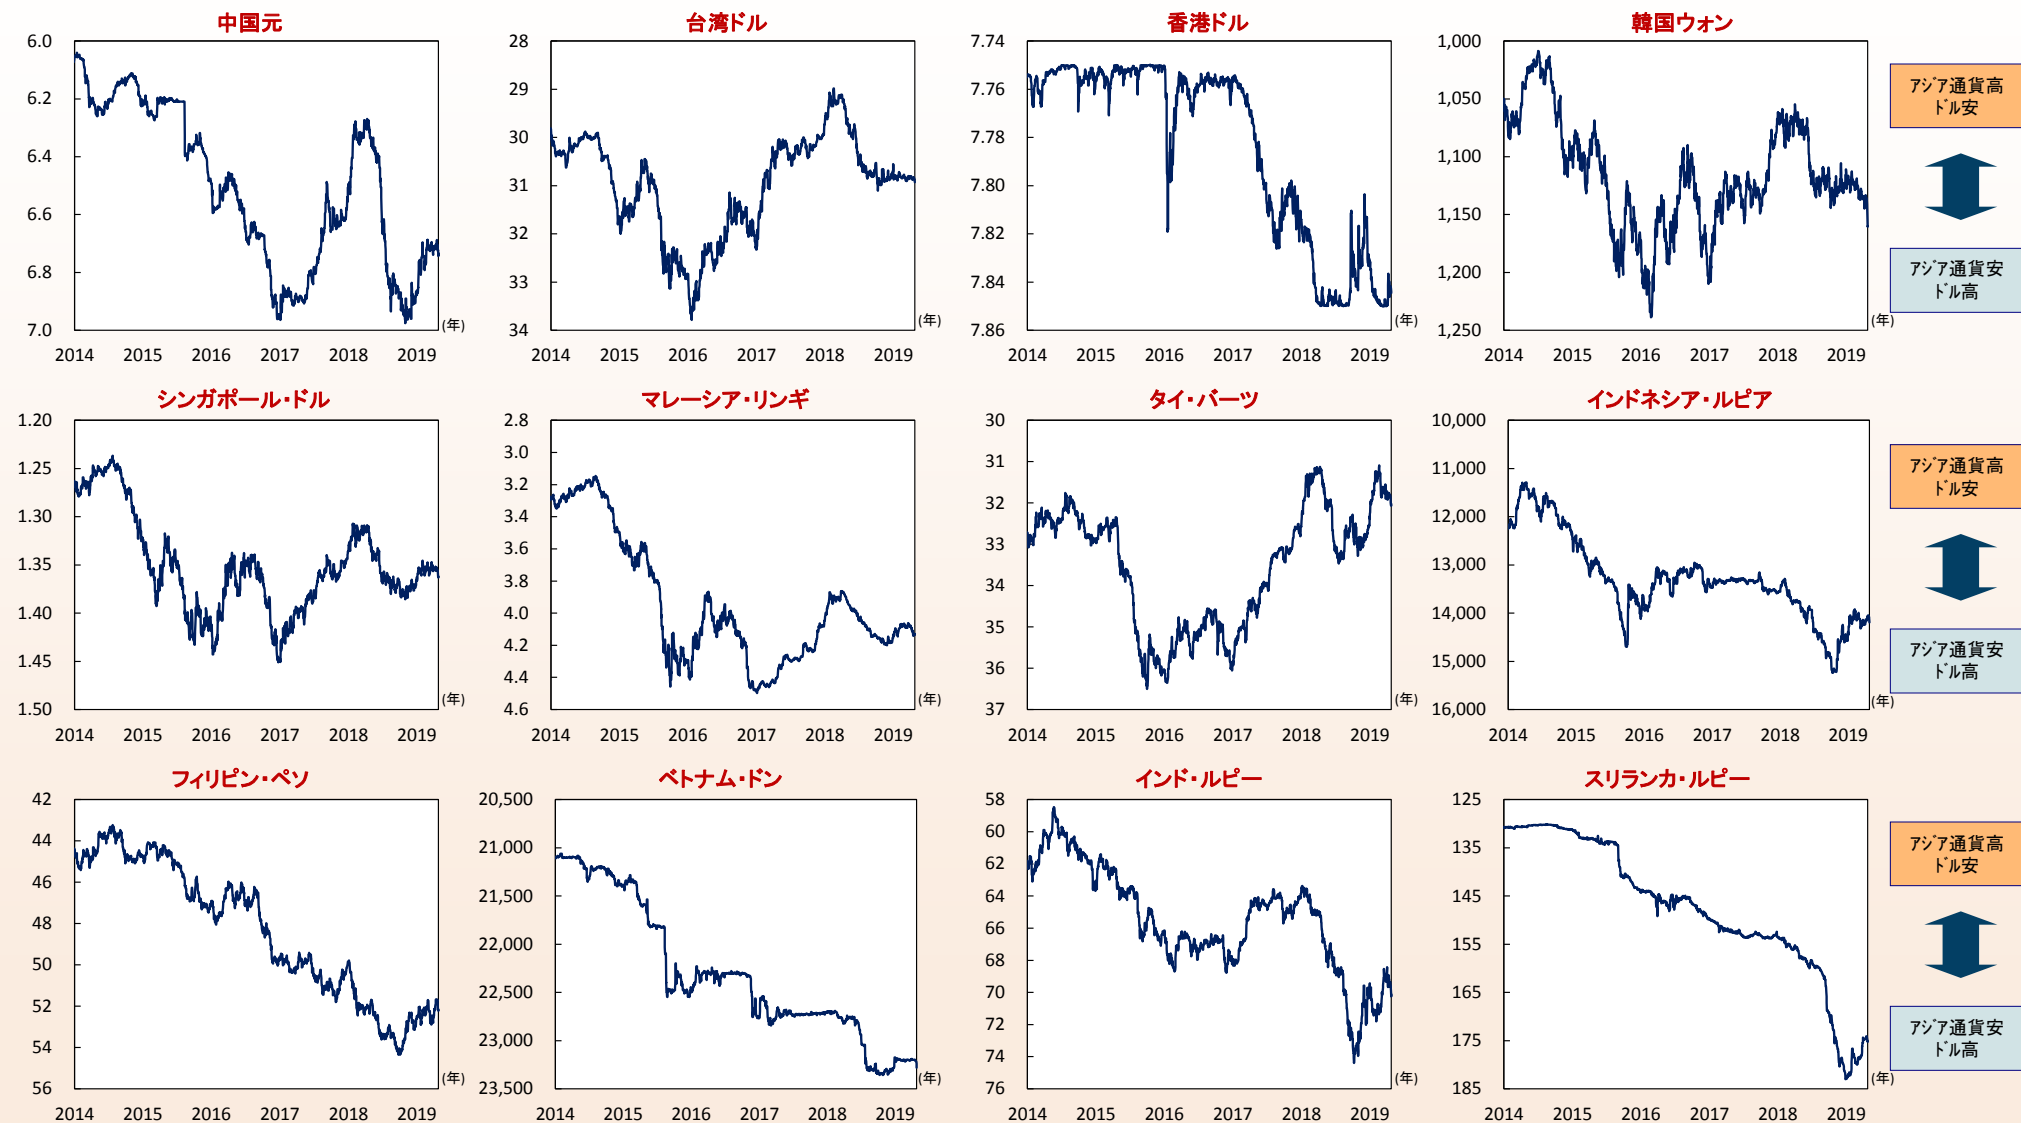 中国元
台湾ドル
香港ドル
韓国ウォン
6.0
6.2
6.4
6.6
6.8
7.0
2014 2015 2016 2017 2018 2019
(年)
28
29
30
31
32
33
34
2014 2015 2016 2017 2018 2019
(年)
7.74
7.76
7.78
7.80
7.82
7.84
7.86
2014 2015 2016 2017 2018 2019
(年)
1,000
1,050
1,100
1,150
1,200
1,250
2014 2015 2016 2017 2018 2019
(年)
アジア通貨高
ドル安
アジア通貨安
ドル高
シンガポール・ドル
マレーシア・リンギ
タイ・バーツ
インドネシア・ルピア
1.20
1.25
1.30
1.35
1.40
1.45
1.50
2014 2015 2016 2017 2018 2019
(年)
2.8
3.0
3.2
3.4
3.6
3.8
4.0
4.2
4.4
4.6
2014 2015 2016 2017 2018 2019
(年)
30
31
32
33
34
35
36
37
2014 2015 2016 2017 2018 2019
(年)
10,000
11,000
12,000
13,000
14,000
15,000
16,000
2014 2015 2016 2017 2018 2019
(年)
アジア通貨高
ドル安
アジア通貨安
ドル高
フィリピン・ペソ
ベトナム・ドン
インド・ルピー
スリランカ・ルピー
42
44
46
48
50
52
54
56
2014 2015 2016 2017 2018 2019
(年)
20,500
21,000
21,500
22,000
22,500
23,000
23,500
2014 2015 2016 2017 2018 2019
(年)
58
60
62
64
66
68
70
72
74
76
2014 2015 2016 2017 2018 2019
(年)
125
135
145
155
165
175
185
2014 2015 2016 2017 2018 2019
(年)
アジア通貨高
ドル安
アジア通貨安
ドル高